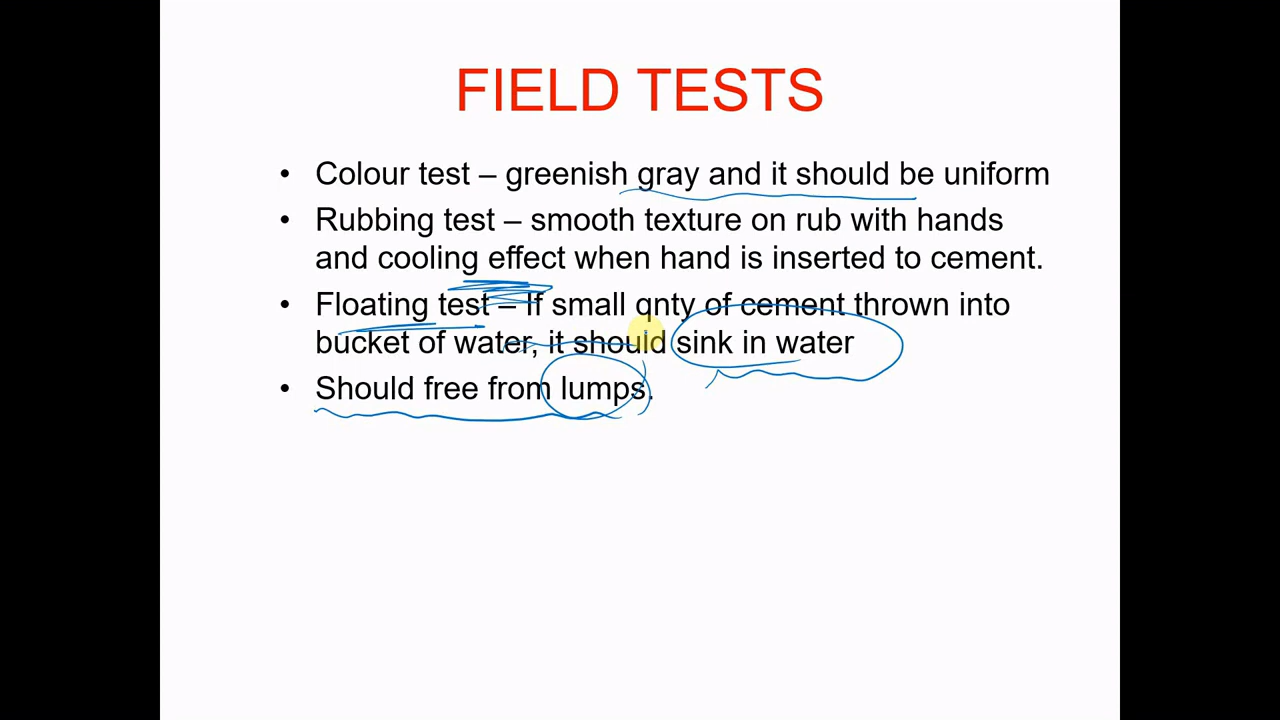 FIELD TESTS
• Colour test – greenish gray and it should be uniform
• Rubbing test – smooth texture on rub with hands
and cooling effect when hand is inserted to cement.
• Floating test – If small qnty of cement thrown into
bucket of water, it should sink in water
• Should free from lumps.